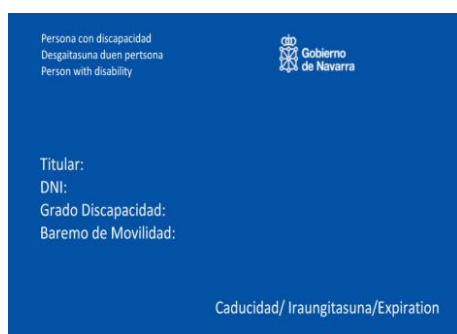 Persona con discapacidad
Desgaitasuna duen pertsona
Person with disability
Gobierno
de Navarra
Titular:
DNI:
Grado Discapacidad:
Baremo de Movilidad:
Caducidad/ Iraungitasuna/Expiration